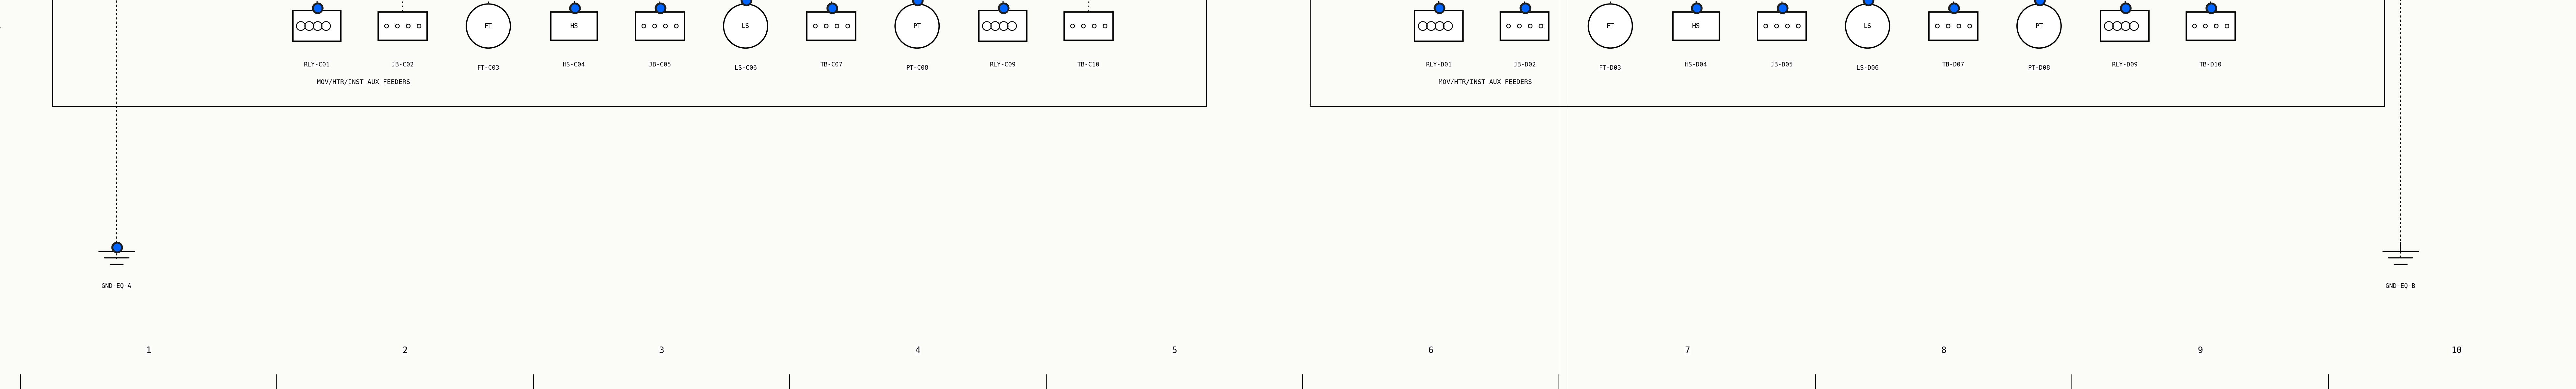 FT HS LS PT FT HS LS PT
RLY-C01 JB-C02 FT-C03 HS-C04 JB-C05 LS-C06 TB-C07 PT-C08 RLY-C09 TB-C10 RLY-D01 JB-D02 FT-D03 HS-D04 JB-D05 LS-D06 TB-D07 PT-D08 RLY-D09 TB-D10
MOV/HTR/INST AUX FEEDERS MOV/HTR/INST AUX FEEDERS
GND-EQ-A GND-EQ-B
1 2 3 4 5 6 7 8 9 10